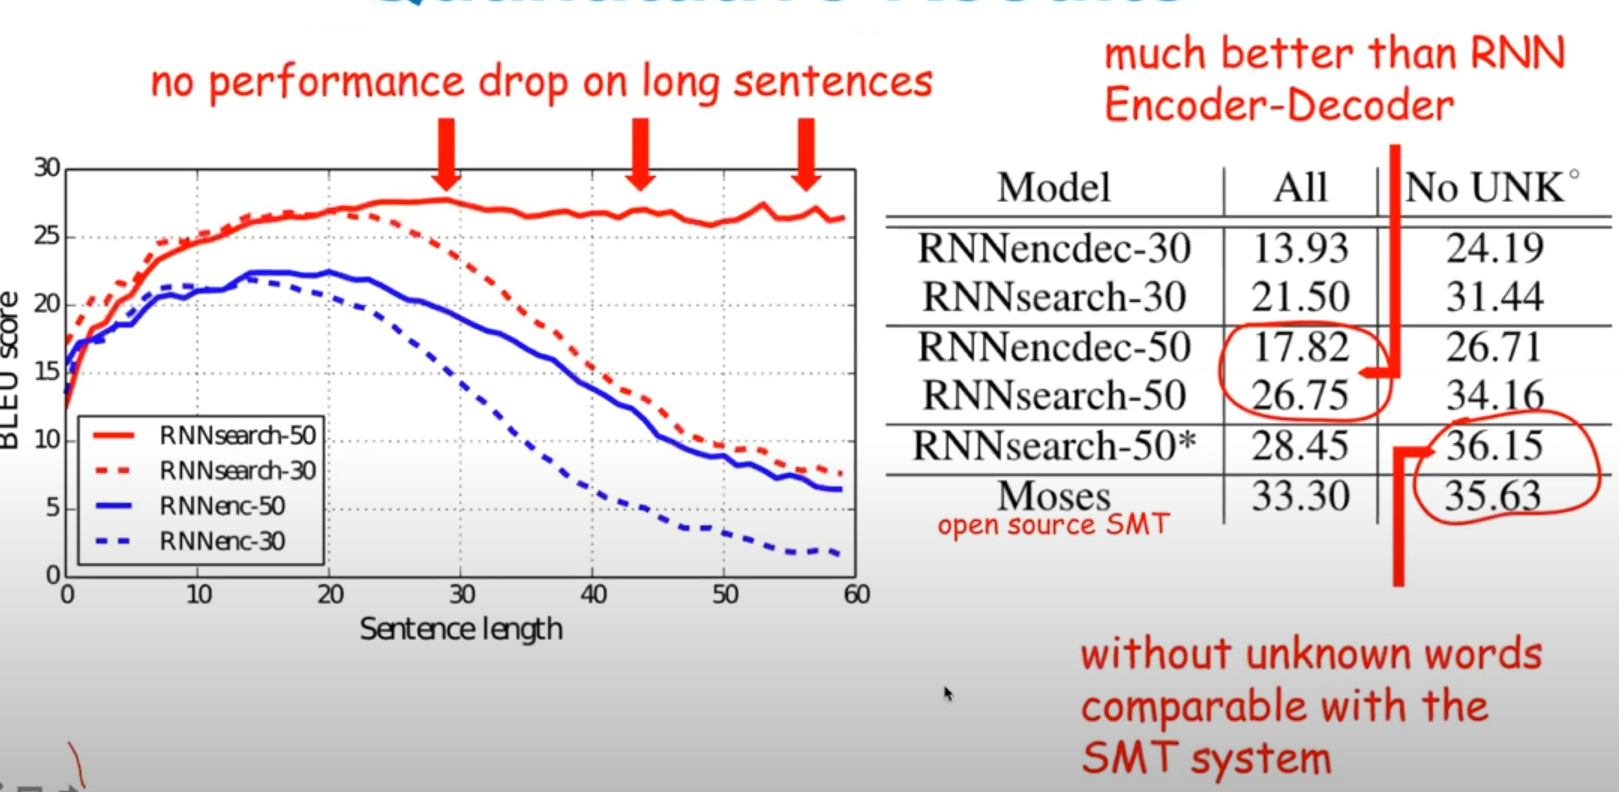 no performance drop on long sentences
much better than RNN
Encoder-Decoder
30
25
20
15
10
5
0
BLEU score
0 10 20 30 40 50 60
Sentence length
RNNsearch-50
RNNsearch-30
RNNenc-50
RNNenc-30
Model All No UNK°
RNNencdec-30 13.93 24.19
RNNsearch-30 21.50 31.44
RNNencdec-50 17.82 26.71
RNNsearch-50 26.75 34.16
RNNsearch-50* 28.45 36.15
Moses 33.30 35.63
open source SMT
without unknown words
comparable with the
SMT system